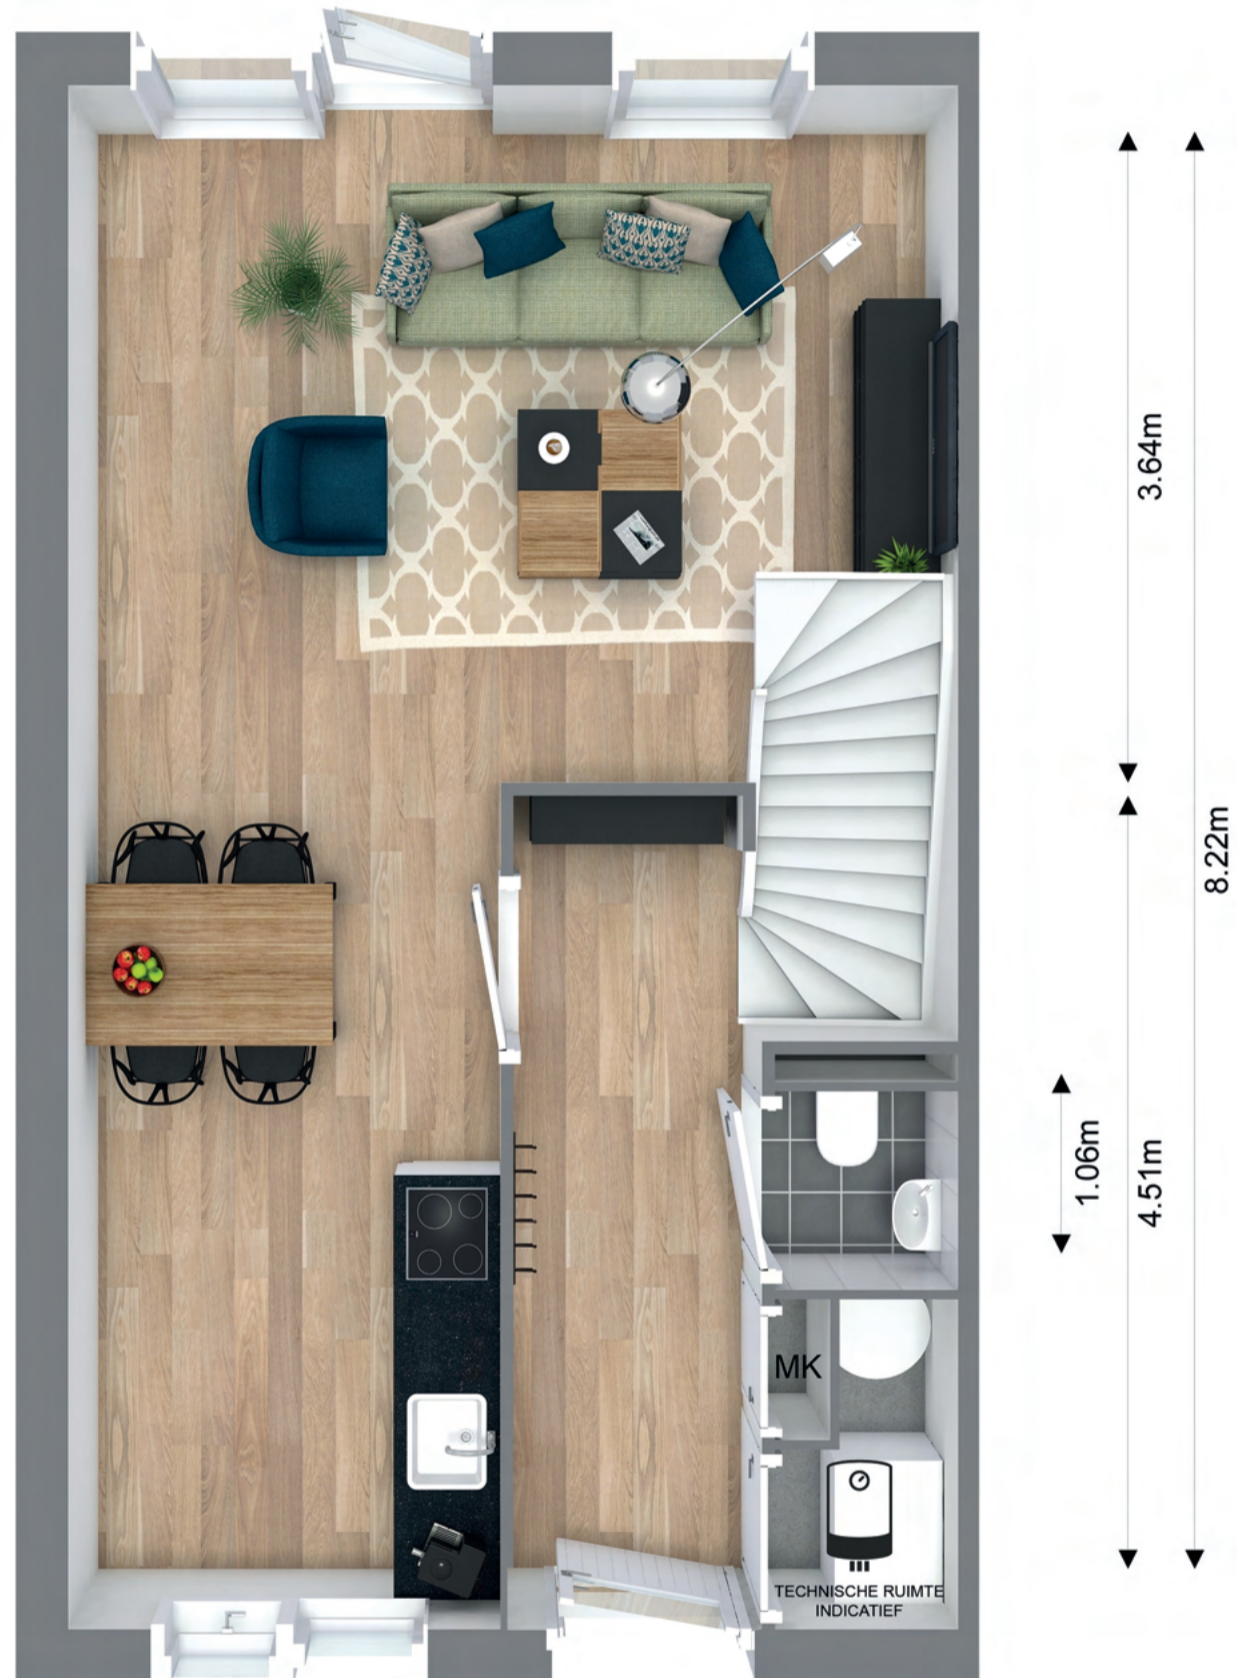 3.64m
8.22m
1.06m
4.51m
MK
TECHNISCHE RUIMTE
INDICATIEF